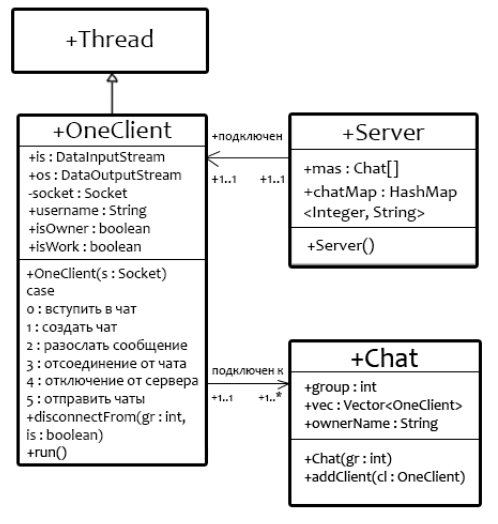 +Thread
+OneClient
+is : DataInputStream
+os : DataOutputStream
-socket : Socket
+username : String
+isOwner : boolean
+isWork : boolean
+OneClient(s : Socket)
case
0 : вступить в чат
1 : создать чат
2 : разослать сообщение
3 : отсоединение от чата
4 : отключение от сервера
5 : отправить чаты
+disconnectFrom(gr : int,
is : boolean)
+run()
+подключен
+1..1 +1..1
+Server
+mas : Chat[]
+chatMap : HashMap
<Integer, String>
+Server()
подключен к
+1..1 +1..*
+Chat
+group : int
+vec : Vector<OneClient>
+ownerName : String
+Chat(gr : int)
+addClient(cl : OneClient)